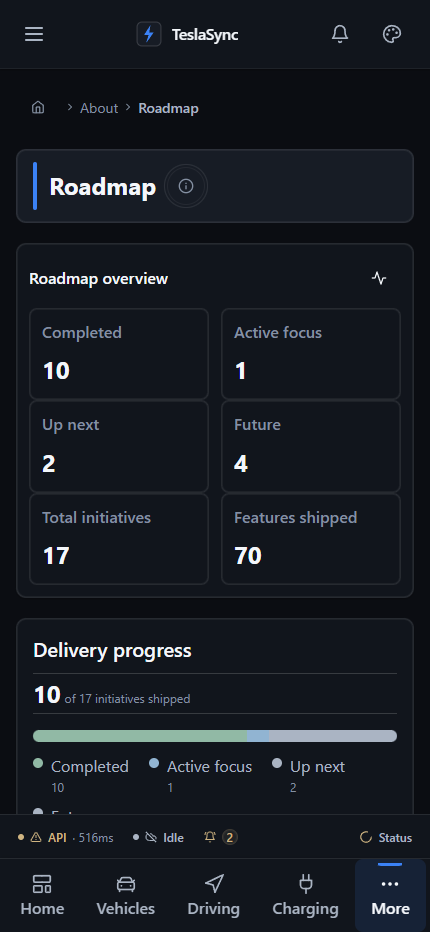 TeslaSync
About Roadmap
Roadmap
Roadmap overview
Completed
10
Active focus
1
Up next
2
Future
4
Total initiatives
17
Features shipped
70
Delivery progress
10 of 17 initiatives shipped
Completed
10
Active focus
1
Up next
2
API · 516ms
Idle
2
Status
Home
Vehicles
Driving
Charging
More